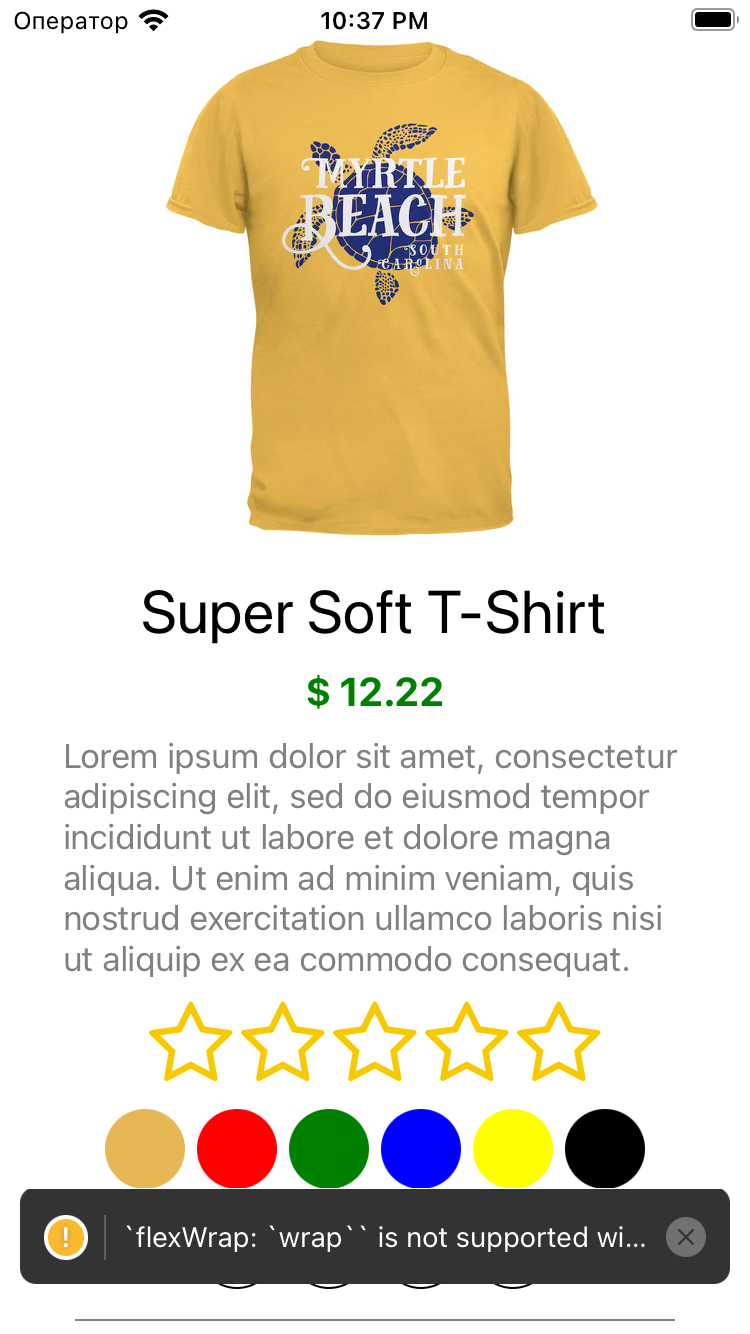 Оператор 10:37 PM
MYRTLE
BEACH
SOUTH
CAROLINA
Super Soft T-Shirt
$ 12.22
Lorem ipsum dolor sit amet, consectetur
adipiscing elit, sed do eiusmod tempor
incididunt ut labore et dolore magna
aliqua. Ut enim ad minim veniam, quis
nostrud exercitation ullamco laboris nisi
ut aliquip ex ea commodo consequat.
! `flexWrap: `wrap`` is not supported wi...